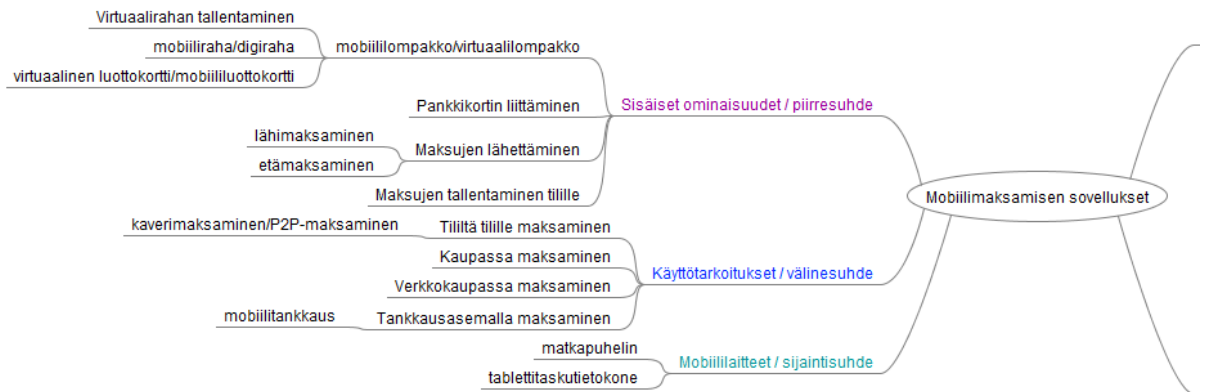 Virtuaalirahan tallentaminen
mobiiliraha/digiraha
mobiililompakko/virtuaalilompakko
virtuaalinen luottokortti/mobiililuottokortti
Pankkikortin liittäminen
Sisäiset ominaisuudet / piirresuhde
lähimaksaminen
Maksujen lähettäminen
etämaksaminen
Maksujen tallentaminen tilille
Mobiilimaksamisen sovellukset
kaverimaksaminen/P2P-maksaminen
Tililtä tilille maksaminen
Kaupassa maksaminen
Käyttötarkoitukset / välinesuhde
Verkkokaupassa maksaminen
mobiilitankkaus
Tankkausasemalla maksaminen
matkapuhelin
Mobiililaitteet / sijaintisuhde
tablettitaskutietokone